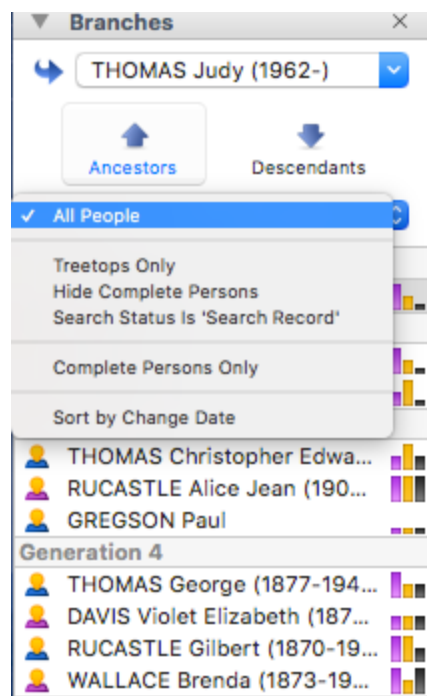 Branches
THOMAS Judy (1962-)
Ancestors Descendants
All People
Treetops Only
Hide Complete Persons
Search Status Is 'Search Record'
Complete Persons Only
Sort by Change Date
THOMAS Christopher Edwa...
RUCASTLE Alice Jean (190...
GREGSON Paul
Generation 4
THOMAS George (1877-194...
DAVIS Violet Elizabeth (187...
RUCASTLE Gilbert (1870-19...
WALLACE Brenda (1873-19...